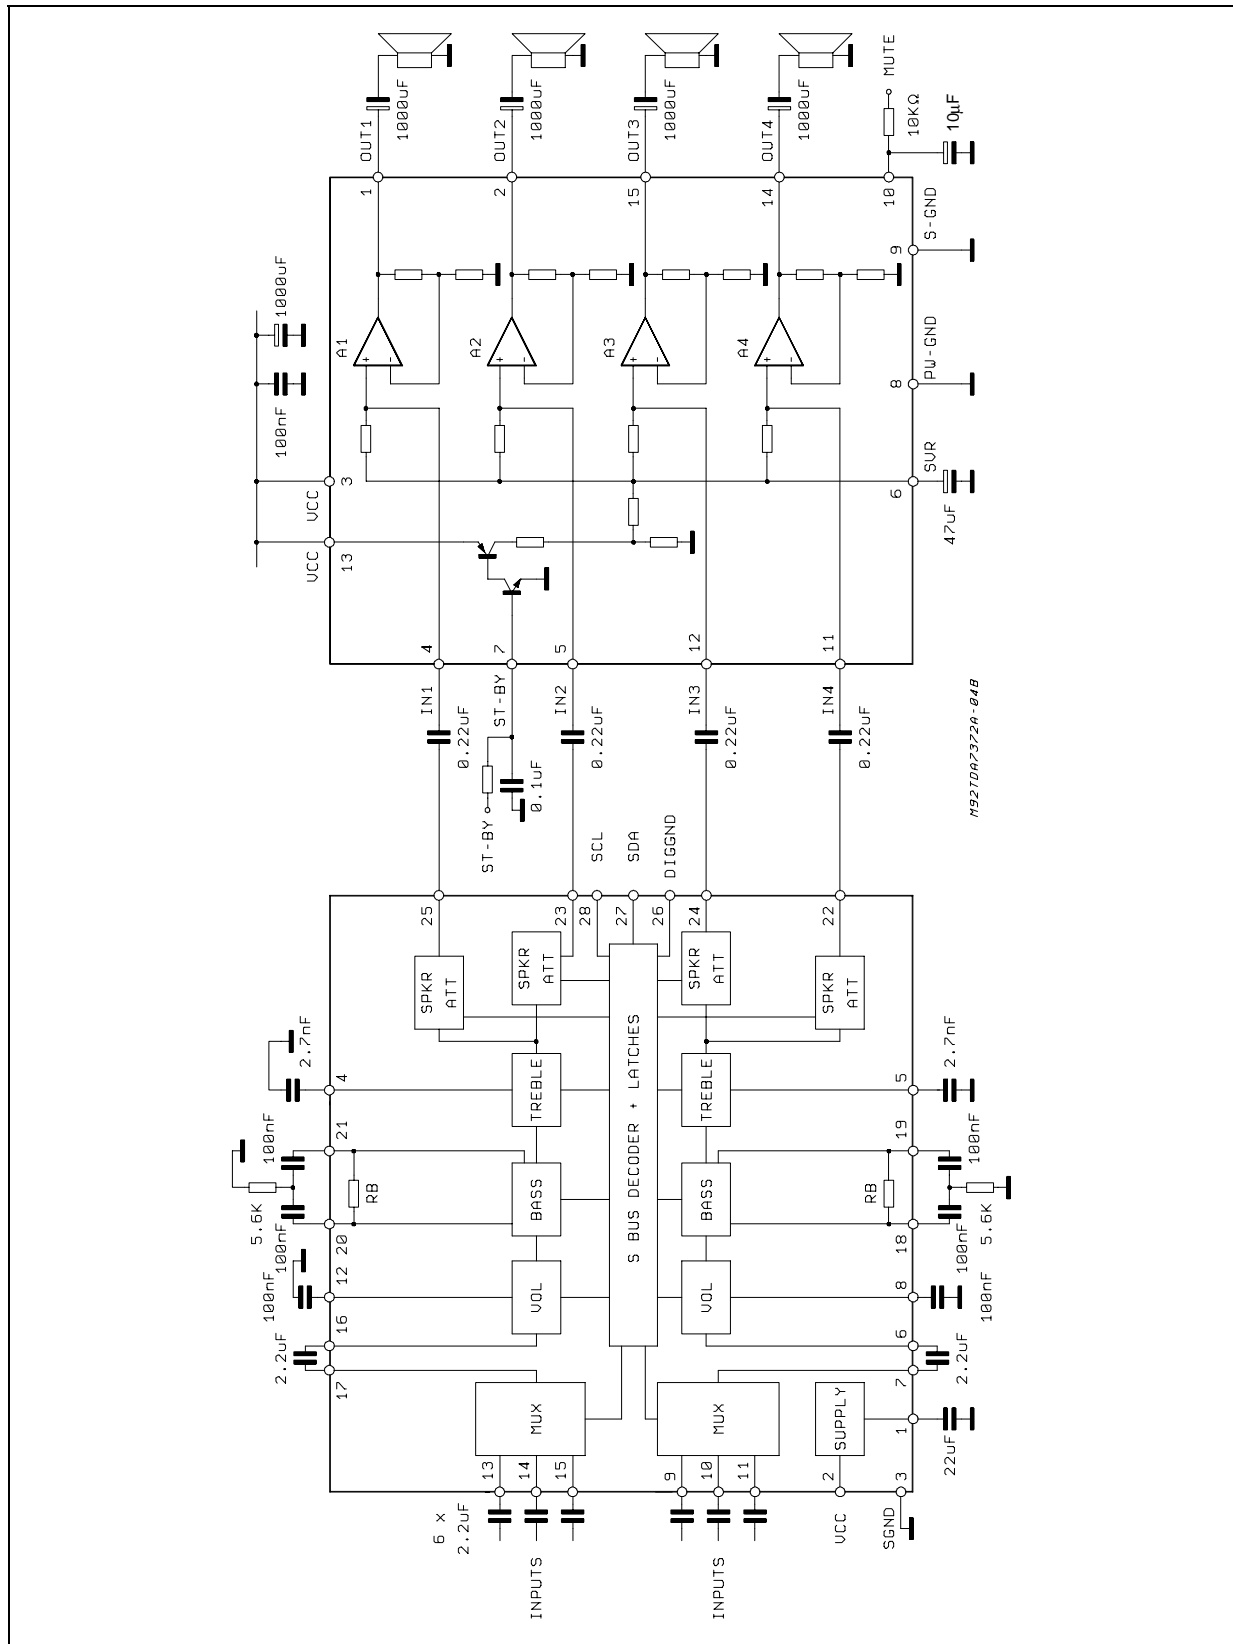 OUT1
1000uF
OUT2
1000uF
OUT3
1000uF
OUT4
1000uF
MUTE
10KΩ
10µF
1
2
15
14
10
1000uF
100nF
A1
A2
A3
A4
+
-
+
-
+
-
+
-
S-GND
9
PW-GND
8
SVR
6
47uF
VCC
3
VCC
13
4
7
5
12
11
IN1
0.22uF
ST-BY
ST-BY
0.1uF
IN2
0.22uF
IN3
0.22uF
IN4
0.22uF
M92TDA7372A-04B
SCL
SDA
DIGGND
25
23
28
27
26
24
22
SPKR
ATT
SPKR
ATT
SPKR
ATT
SPKR
ATT
2.7nF
4
TREBLE
S BUS DECODER + LATCHES
TREBLE
5
2.7nF
100nF
21
5.6K
RB
20
100nF
BASS
BASS
RB
19
100nF
18
100nF
5.6K
100nF
12
VOL
VOL
8
100nF
16
2.2uF
17
6
2.2uF
7
MUX
MUX
SUPPLY
1
22uF
13
14
15
9
10
11
2
3
6 x
2.2uF
INPUTS
INPUTS
VCC
SGND